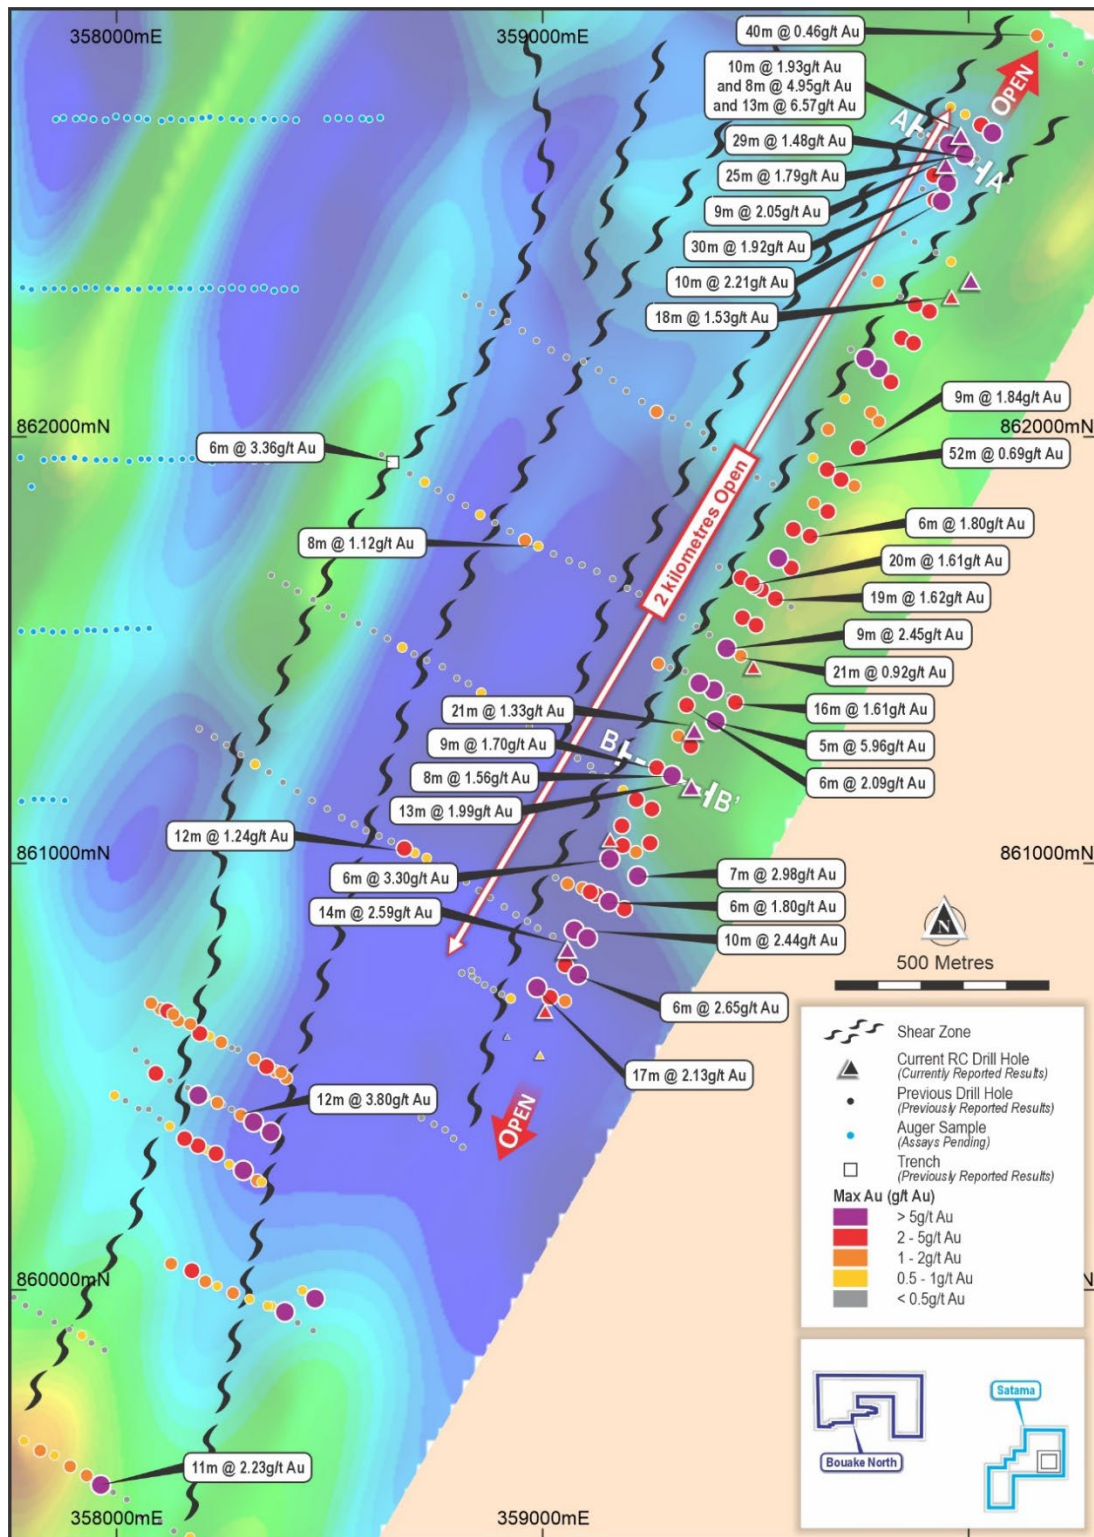 358000mE
359000mE
40m @ 0.46g/t Au
10m @ 1.93g/t Au
and 8m @ 4.95g/t Au
and 13m @ 6.57g/t Au
OPEN
A
A'
29m @ 1.48g/t Au
25m @ 1.79g/t Au
9m @ 2.05g/t Au
30m @ 1.92g/t Au
10m @ 2.21g/t Au
18m @ 1.53g/t Au
9m @ 1.84g/t Au
862000mN
862000mN
6m @ 3.36g/t Au
52m @ 0.69g/t Au
8m @ 1.12g/t Au
6m @ 1.80g/t Au
2 kilometres Open
20m @ 1.61g/t Au
19m @ 1.62g/t Au
9m @ 2.45g/t Au
21m @ 0.92g/t Au
21m @ 1.33g/t Au
16m @ 1.61g/t Au
9m @ 1.70g/t Au
B
5m @ 5.96g/t Au
8m @ 1.56g/t Au
6m @ 2.09g/t Au
13m @ 1.99g/t Au
B'
12m @ 1.24g/t Au
861000mN
861000mN
6m @ 3.30g/t Au
7m @ 2.98g/t Au
14m @ 2.59g/t Au
6m @ 1.80g/t Au
10m @ 2.44g/t Au
N
500 Metres
6m @ 2.65g/t Au
17m @ 2.13g/t Au
12m @ 3.80g/t Au
OPEN
Shear Zone
Current RC Drill Hole
(Currently Reported Results)
Previous Drill Hole
(Previously Reported Results)
Auger Sample
(Assays Pending)
Trench
(Previously Reported Results)
Max Au (g/t Au)
> 5g/t Au
2 - 5g/t Au
1 - 2g/t Au
0.5 - 1g/t Au
< 0.5g/t Au
860000mN
Satama
Bouake North
11m @ 2.23g/t Au
358000mE
359000mE